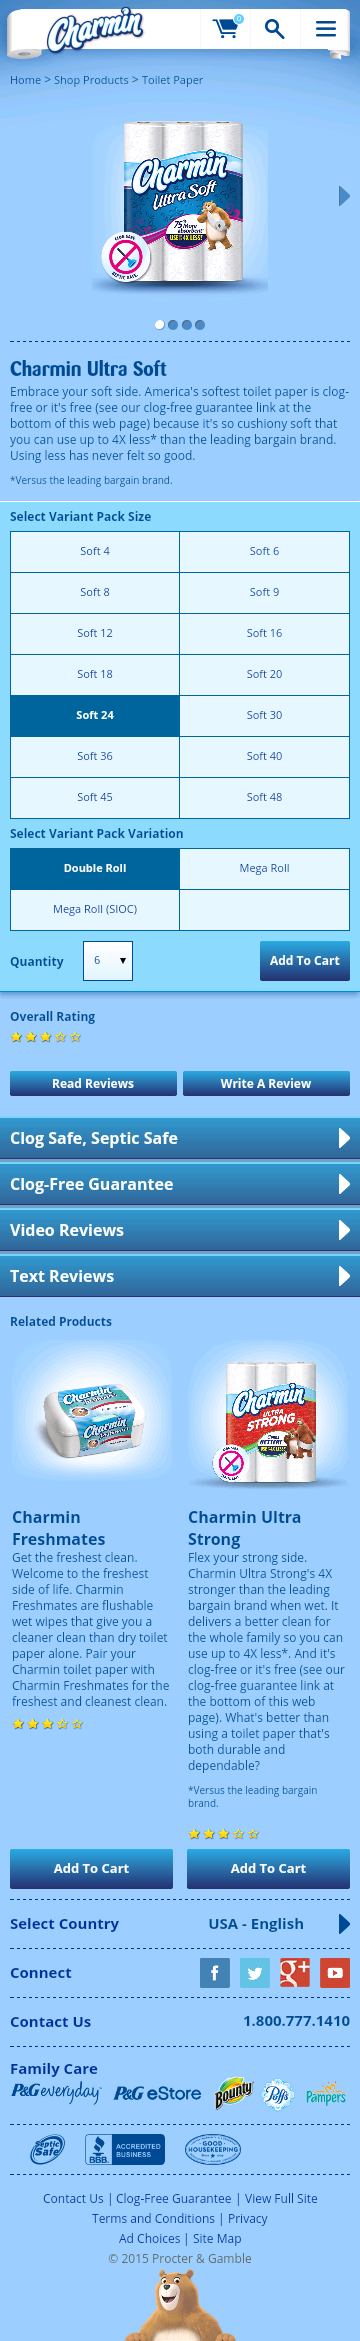 Charmin
0
Home > Shop Products > Toilet Paper
Charmin
Ultra Soft
75% More
absorbent*
USE UP TO 4X LESS!
CLOG SAFE
SEPTIC SAFE
Charmin Ultra Soft
Embrace your soft side. America's softest toilet paper is clog-
free or it's free (see our clog-free guarantee link at the
bottom of this web page) because it's so cushiony soft that
you can use up to 4X less* than the leading bargain brand.
Using less has never felt so good.
*Versus the leading bargain brand.
Select Variant Pack Size
Soft 4 Soft 6
Soft 8 Soft 9
Soft 12 Soft 16
Soft 18 Soft 20
Soft 24 Soft 30
Soft 36 Soft 40
Soft 45 Soft 48
Select Variant Pack Variation
Double Roll Mega Roll
Mega Roll (SIOC)
Quantity 6 Add To Cart
Overall Rating
Read Reviews Write A Review
Clog Safe, Septic Safe
Clog-Free Guarantee
Video Reviews
Text Reviews
Related Products
Charmin
Charmin
Charmin
ULTRA
STRONG
Charmin
Freshmates
Get the freshest clean.
Welcome to the freshest
side of life. Charmin
Freshmates are flushable
wet wipes that give you a
cleaner clean than dry toilet
paper alone. Pair your
Charmin toilet paper with
Charmin Freshmates for the
freshest and cleanest clean.
Charmin Ultra
Strong
Flex your strong side.
Charmin Ultra Strong's 4X
stronger than the leading
bargain brand when wet. It
delivers a better clean for
the whole family so you can
use up to 4X less*. And it's
clog-free or it's free (see our
clog-free guarantee link at
the bottom of this web
page). What's better than
using a toilet paper that's
both durable and
dependable?
*Versus the leading bargain
brand.
Add To Cart Add To Cart
Select Country USA - English
Connect f g+
Contact Us 1.800.777.1410
Family Care
P&G everyday P&G eStore Bounty Puffs Pampers
Septic Safe
BBB. ACCREDITED
BUSINESS
GOOD
HOUSEKEEPING
Contact Us | Clog-Free Guarantee | View Full Site
Terms and Conditions | Privacy
Ad Choices | Site Map
© 2015 Procter & Gamble